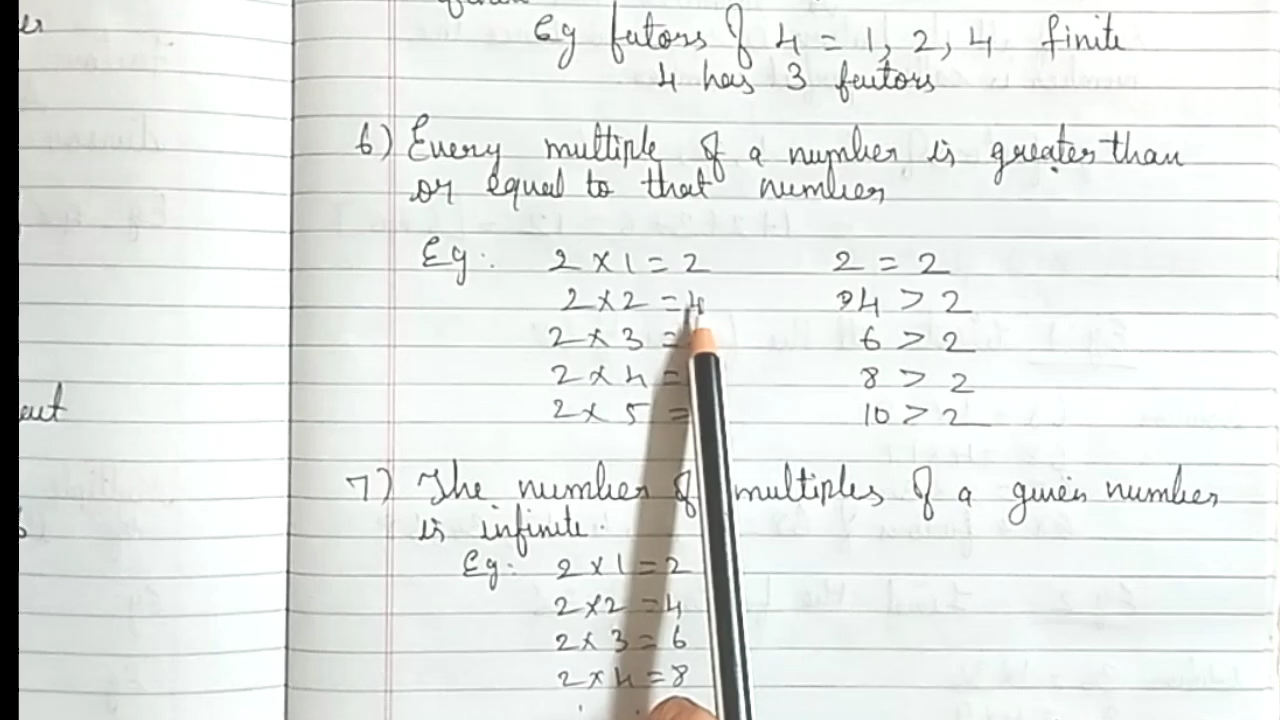 Eg fators of 4 = 1, 2, 4 finite
4 has 3 factors
6) Every multiple of a number is greater than
or equal to that number
Eg: 2 × 1 = 2 2 = 2
2 × 2 = 4 4 > 2
2 × 3 = 6 > 2
2 × 4 = 8 > 2
2 × 5 = 10 > 2
7) The number of multiples of a given number
is infinite.
Eg: 2 × 1 = 2
2 × 2 = 4
2 × 3 = 6
2 × 4 = 8